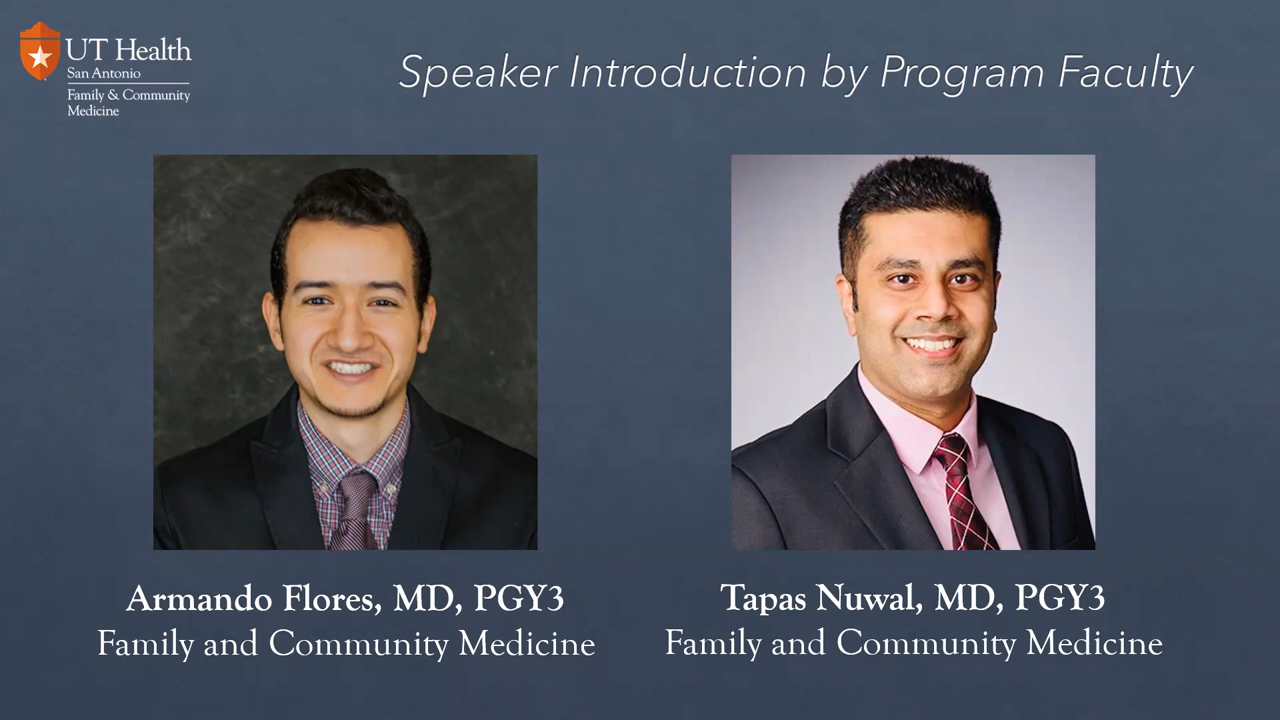 UT Health
San Antonio
Family & Community
Medicine
Speaker Introduction by Program Faculty
Armando Flores, MD, PGY3
Family and Community Medicine
Tapas Nuwal, MD, PGY3
Family and Community Medicine